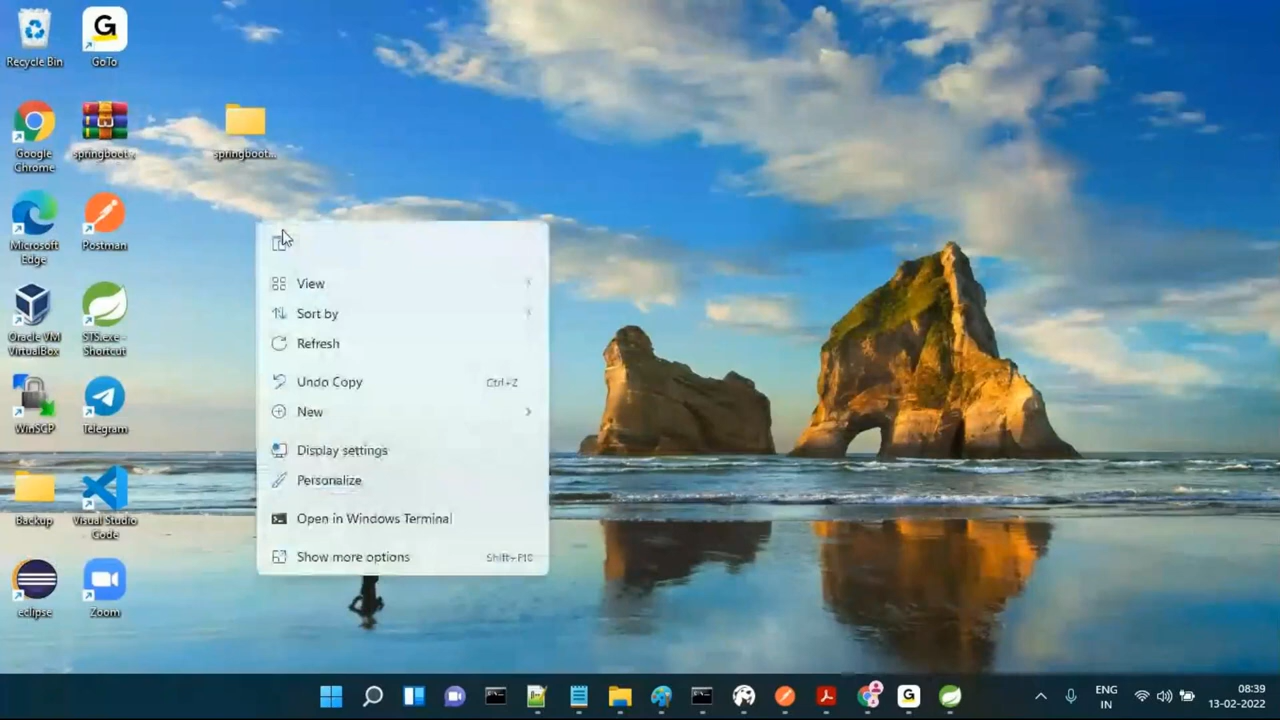 Recycle Bin
GoTo
Google
Chrome
springboot...
springboot...
Microsoft
Edge
Postman
Oracle VM
VirtualBox
STS.exe -
Shortcut
WinSCP
Telegram
Backup
Visual Studio
Code
eclipse
Zoom
View
Sort by
Refresh
Undo Copy Ctrl+Z
New
Display settings
Personalize
Open in Windows Terminal
Show more options Shift+F10
ENG
IN
08:39
13-02-2022